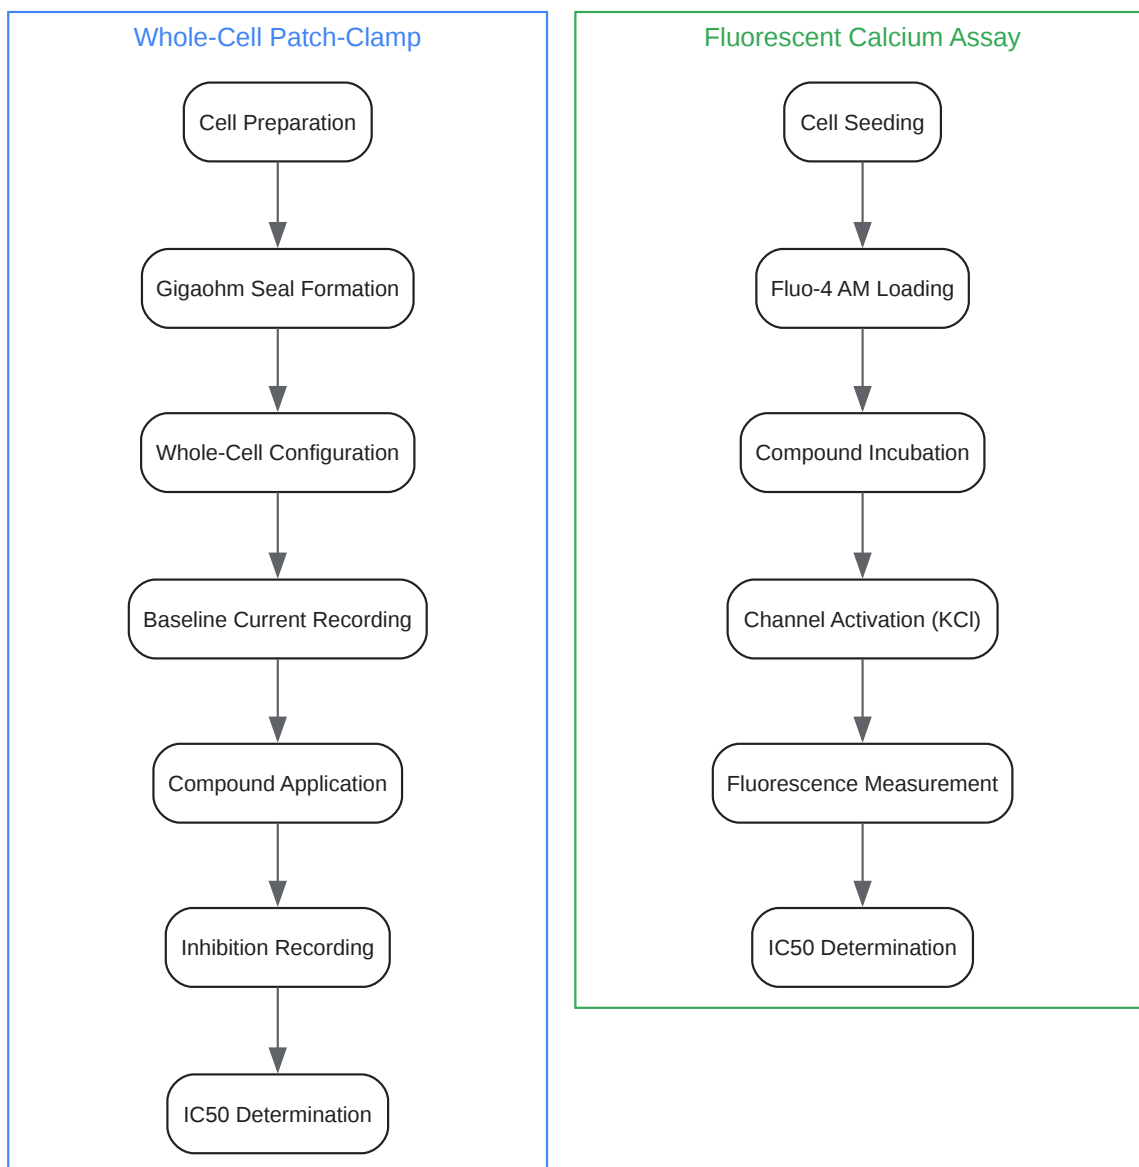 Whole-Cell Patch-Clamp
Cell Preparation
Gigaohm Seal Formation
Whole-Cell Configuration
Baseline Current Recording
Compound Application
Inhibition Recording
IC50 Determination
Fluorescent Calcium Assay
Cell Seeding
Fluo-4 AM Loading
Compound Incubation
Channel Activation (KCl)
Fluorescence Measurement
IC50 Determination